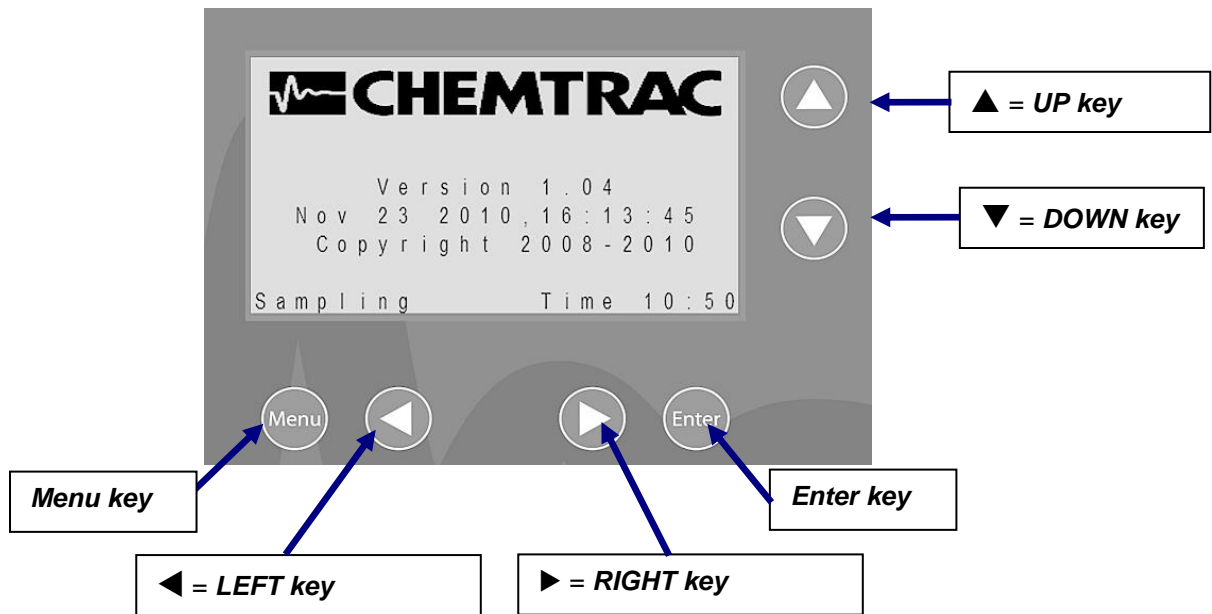 CHEMTRAC
Version 1.04
Nov 23 2010,16:13:45
Copyright 2008-2010
Sampling Time 10:50
▲ = UP key
▼ = DOWN key
Menu
Enter
Menu key
Enter key
◀ = LEFT key
▶ = RIGHT key